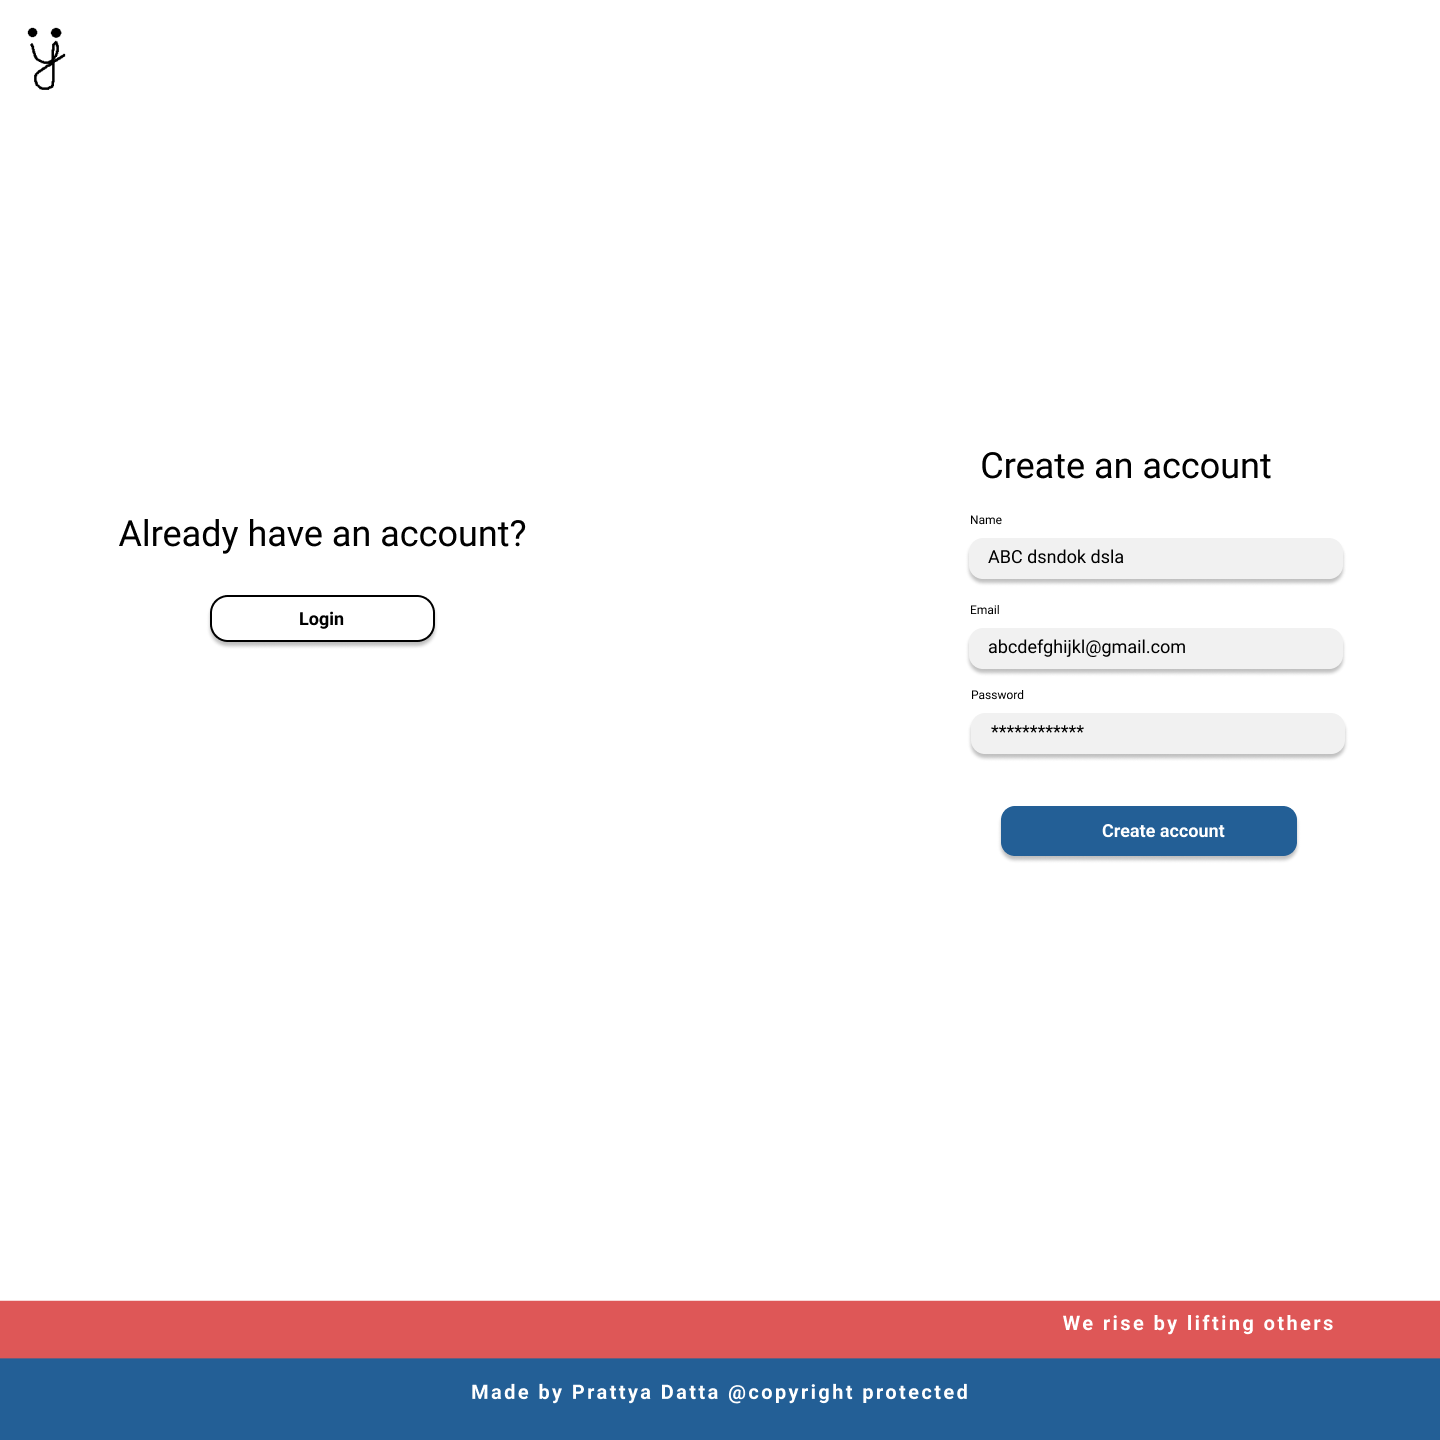 ÿ
Already have an account?
Login
Create an account
Name
ABC dsndok dsla
Email
abcdefghijkl@gmail.com
Password
************
Create account
We rise by lifting others
Made by Prattya Datta @copyright protected